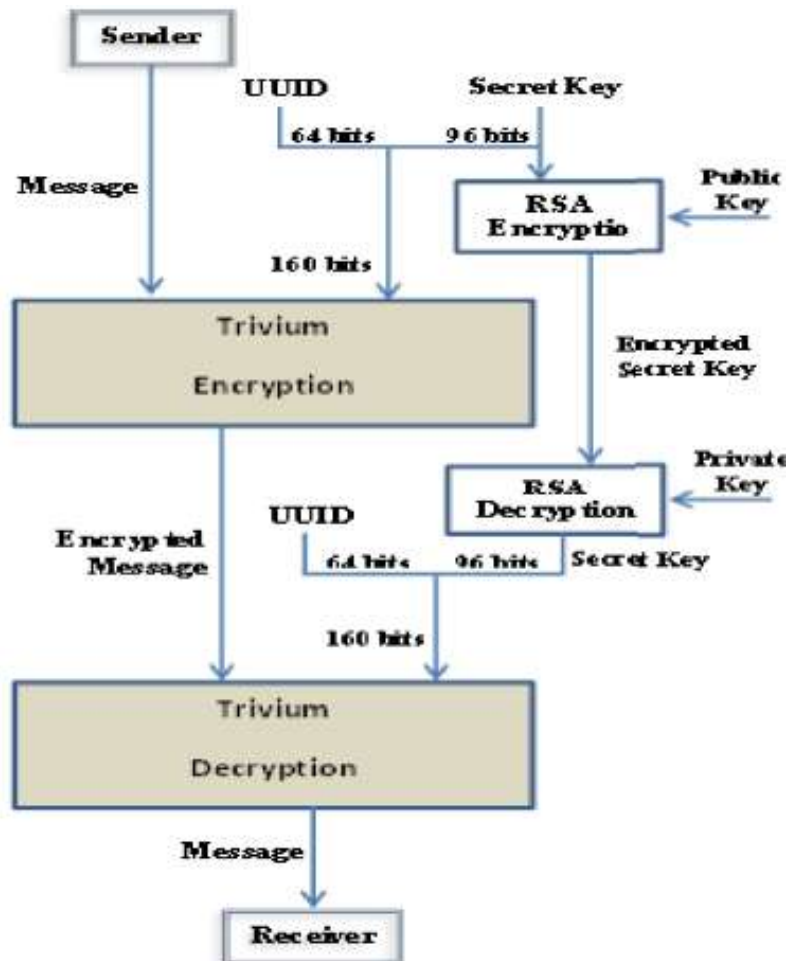 Sender
UUID
Secret Key
64 bits
96 bits
Message
Public
Key
RSA
Encryptio
160 bits
Trivium
Encryption
Encrypted
Secret Key
Private
Key
RSA
Decryption
UUID
Encrypted
Message
64 bits
96 bits
Secret Key
160 bits
Trivium
Decryption
Message
Receiver